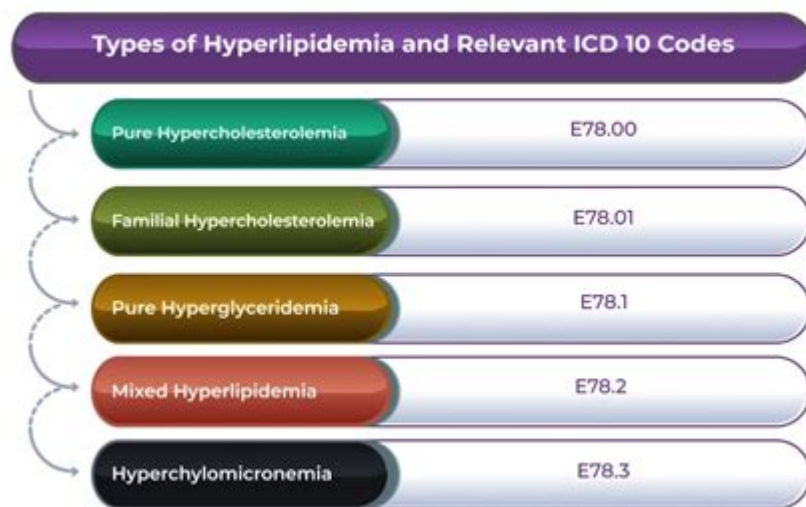 Types of Hyperlipidemia and Relevant ICD 10 Codes
Pure Hypercholesterolemia E78.00
Familial Hypercholesterolemia E78.01
Pure Hyperglyceridemia E78.1
Mixed Hyperlipidemia E78.2
Hyperchylomicronemia E78.3